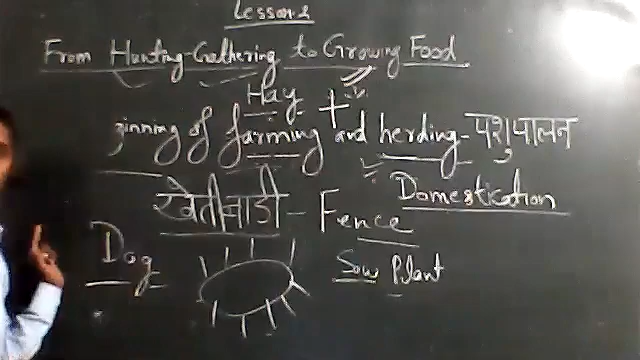 Lesson 2
From Hunting-Gathering to Growing Food
Hay +
ginning of farming and herding - पशुपालन
Domestication
खेतीबाडी - Fence
Dog
Sow Plant